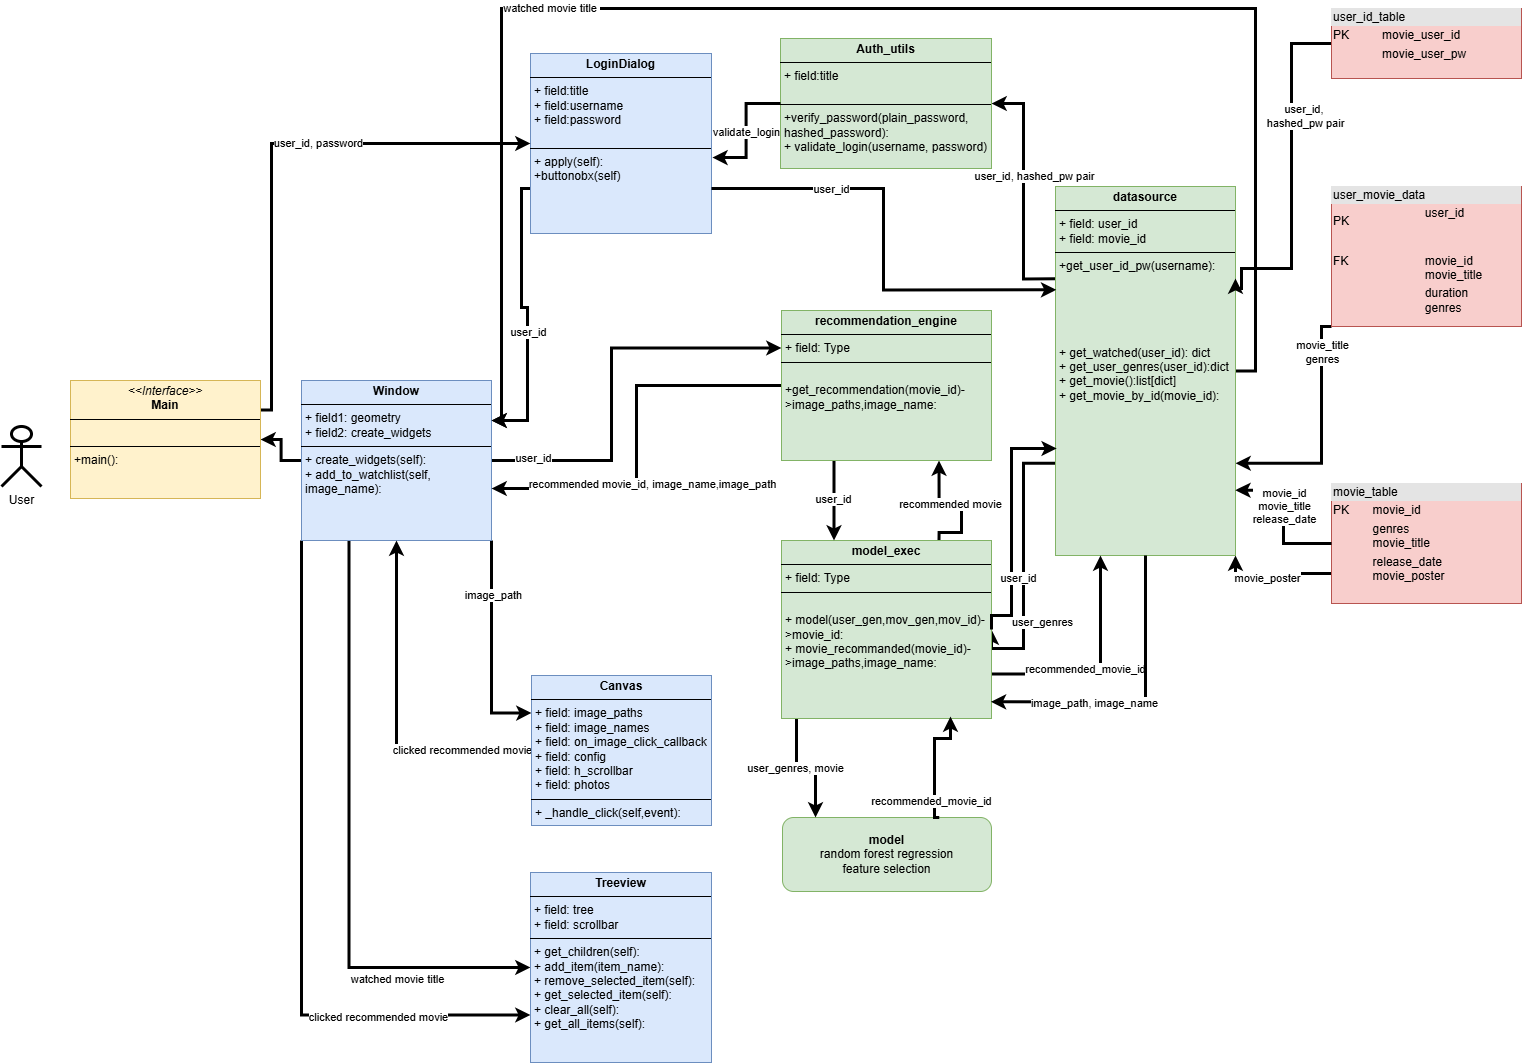 watched movie title
user_id_table
PK movie_user_id
movie_user_pw
LoginDialog
+ field:title
+ field:username
+ field:password
+ apply(self):
+buttonobx(self)
Auth_utils
+ field:title
+verify_password(plain_password,
hashed_password):
+ validate_login(username, password)
validate_login
user_id, password
user_id,
hashed_pw pair
user_id, hashed_pw pair
user_id
datasource
+ field: user_id
+ field: movie_id
+get_user_id_pw(username):
+ get_watched(user_id): dict
+ get_user_genres(user_id):dict
+ get_movie():list[dict]
+ get_movie_by_id(movie_id):
user_movie_data
PK user_id
FK movie_id
movie_title
duration
genres
movie_title
genres
user_id
recommendation_engine
+ field: Type
+get_recommendation(movie_id)-
>image_paths,image_name:
<<Interface>>
Main
+main():
User
Window
+ field1: geometry
+ field2: create_widgets
+ create_widgets(self):
+ add_to_watchlist(self,
image_name):
user_id
recommended movie_id, image_name,image_path
user_id
recommended movie
movie_id
movie_title
release_date
movie_poster
movie_table
PK movie_id
genres
movie_title
release_date
movie_poster
model_exec
+ field: Type
+ model(user_gen,mov_gen,mov_id)-
>movie_id:
+ movie_recommanded(movie_id)-
>image_paths,image_name:
user_id
user_genres
recommended_movie_id
image_path, image_name
image_path
Canvas
+ field: image_paths
+ field: image_names
+ field: on_image_click_callback
+ field: config
+ field: h_scrollbar
+ field: photos
+ _handle_click(self,event):
clicked recommended movie
user_genres, movie
recommended_movie_id
model
random forest regression
feature selection
Treeview
+ field: tree
+ field: scrollbar
+ get_children(self):
+ add_item(item_name):
+ remove_selected_item(self):
+ get_selected_item(self):
+ clear_all(self):
+ get_all_items(self):
watched movie title
clicked recommended movie